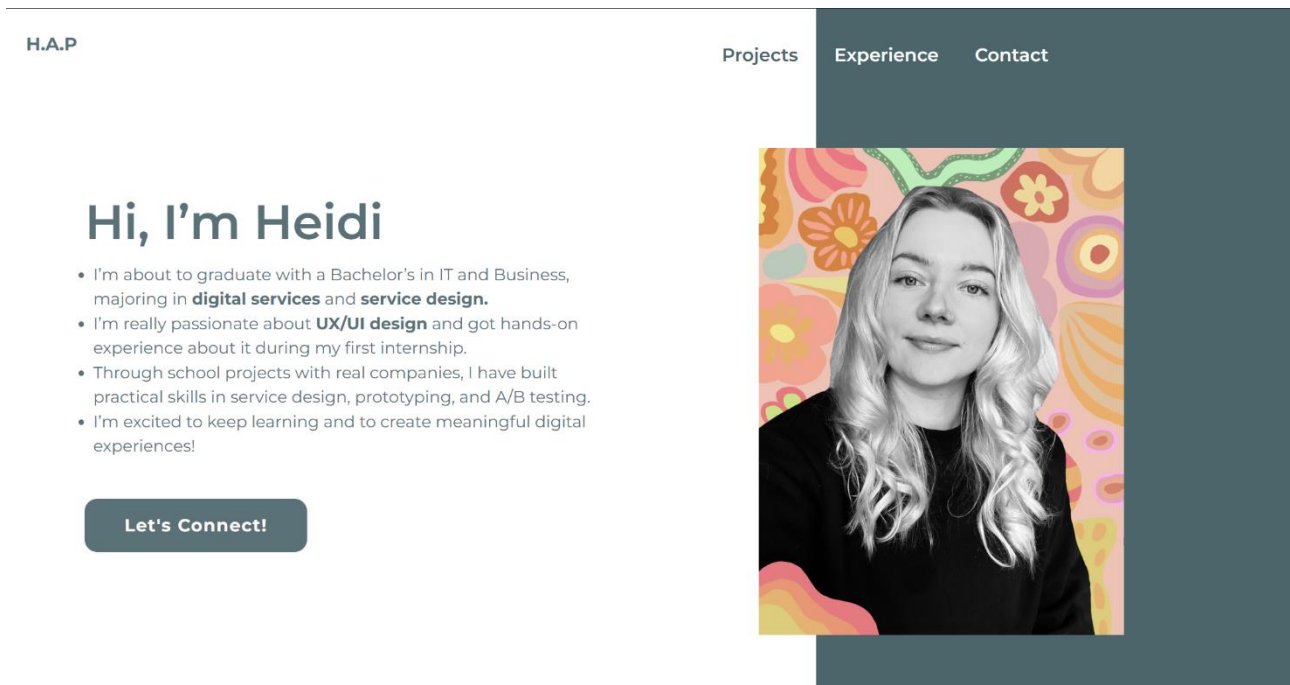 H.A.P
Projects Experience Contact
Hi, I’m Heidi
• I’m about to graduate with a Bachelor’s in IT and Business,
majoring in digital services and service design.
• I’m really passionate about UX/UI design and got hands-on
experience about it during my first internship.
• Through school projects with real companies, I have built
practical skills in service design, prototyping, and A/B testing.
• I’m excited to keep learning and to create meaningful digital
experiences!
Let's Connect!